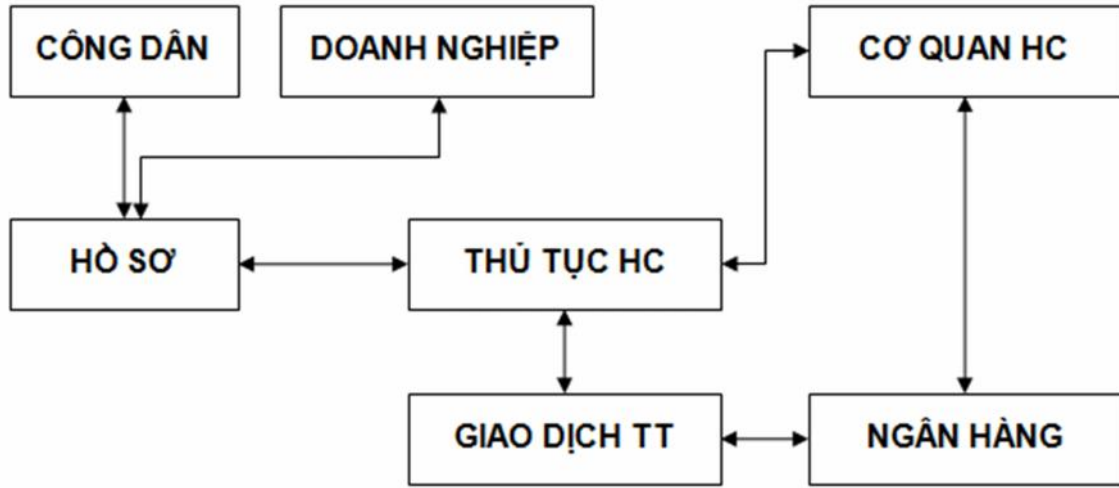 CÔNG DÂN
DOANH NGHIỆP
CƠ QUAN HC
HỒ SƠ
THỦ TỤC HC
GIAO DỊCH TT
NGÂN HÀNG